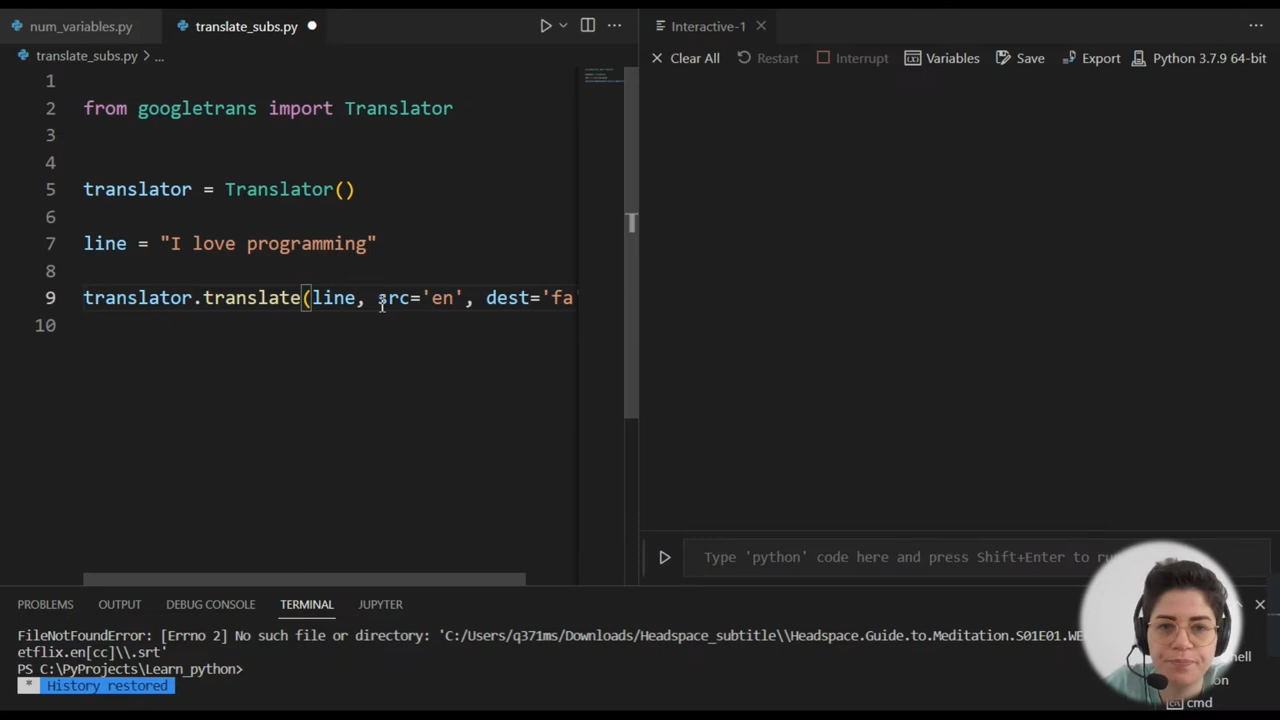 num_variables.py
translate_subs.py
Interactive-1
translate_subs.py > ...
Clear All
Restart
Interrupt
Variables
Save
Export
Python 3.7.9 64-bit
1
2 from googletrans import Translator
3
4
5 translator = Translator()
6
7 line = "I love programming"
8
9 translator.translate(line, src='en', dest='fa'
10
Type 'python' code here and press Shift+Enter to
PROBLEMS
OUTPUT
DEBUG CONSOLE
TERMINAL
JUPYTER
FileNotFoundError: [Errno 2] No such file or directory: 'C:/Users/q371ms/Downloads/Headspace_subtitle\\Headspace.Guide.to.Meditation.S01E01.WE
etflix.en[cc]\\.srt'
PS C:\PyProjects\Learn_python>
* History restored
cmd